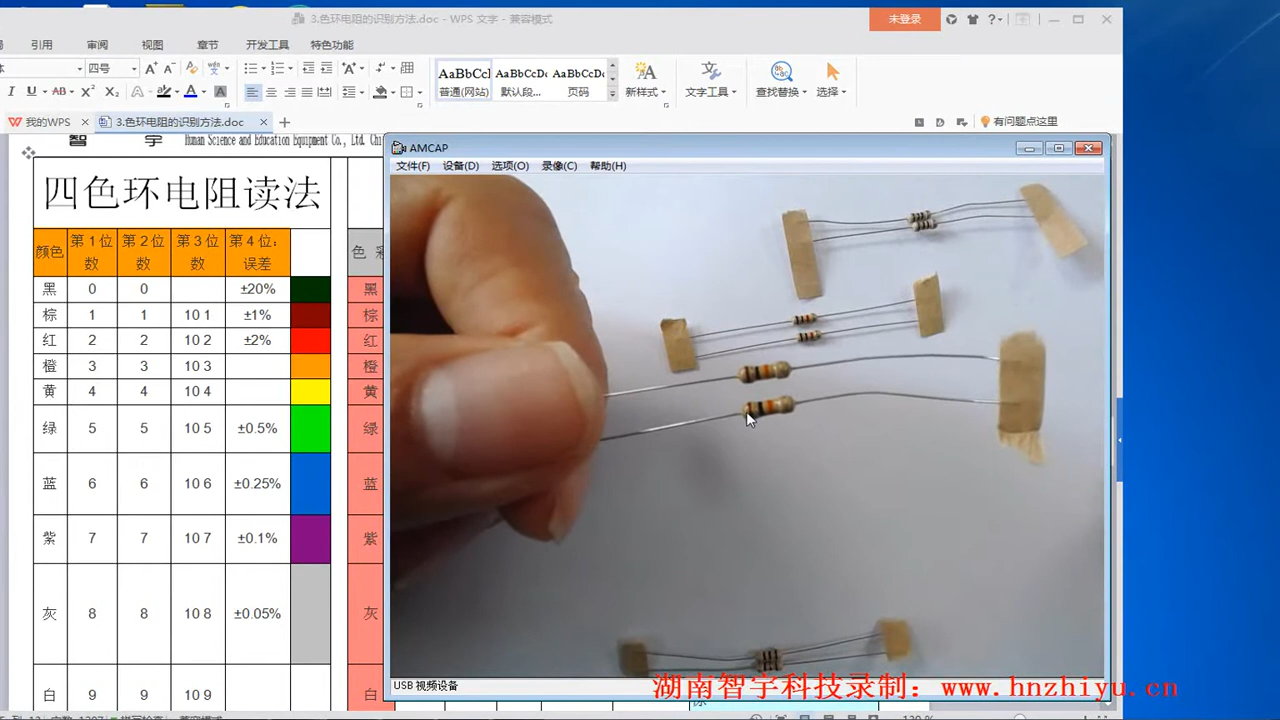 3.色环电阻的识别方法.doc - WPS 文字 - 兼容模式
未登录
引用 审阅 视图 章节 开发工具 特色功能
四号
AaBbCcI AaBbCcDc AaBbCcDc
普通(网站) 默认段... 页码 新样式 文字工具 查找替换 选择
我的WPS 3.色环电阻的识别方法.doc 有问题点这里
智 宇 Hunan Science and Education Equipment Co., Ltd.
四色环电阻读法
颜色 第1位数 第2位数 第3位数 第4位:误差
黑 0 0 ±20%
棕 1 1 10 1 ±1%
红 2 2 10 2 ±2%
橙 3 3 10 3
黄 4 4 10 4
绿 5 5 10 5 ±0.5%
蓝 6 6 10 6 ±0.25%
紫 7 7 10 7 ±0.1%
灰 8 8 10 8 ±0.05%
白 9 9 10 9
色
黑
棕
红
橙
黄
绿
蓝
紫
灰
白
AMCAP
文件(F) 设备(D) 选项(O) 录像(C) 帮助(H)
USB 视频设备
湖南智宇科技录制：www.hnzhiyu.cn